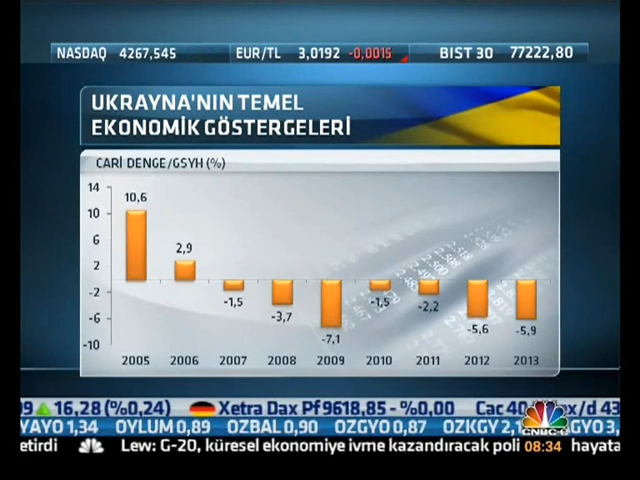 NASDAQ 4267,545 EUR/TL 3,0192 -0,0015 BIST 30 77222,80
UKRAYNA'NIN TEMEL
EKONOMİK GÖSTERGELERİ
CARİ DENGE/GSYH (%)
14
10
6
2
-2
-6
-10
10,6
2,9
-1,5
-3,7
-7,1
-1,5
-2,2
-5,6
-5,9
2005 2006 2007 2008 2009 2010 2011 2012 2013
16,28 (%0,24) Xetra Dax Pf 9618,85 - %0,00 Cac 40
YAYO 1,34 OYLUM 0,89 OZBAL 0,90 OZGYO 0,87 OZKGY
etirdi Lew: G-20, küresel ekonomiye ivme kazandıracak poli 08:34 hayata
CNBC-e